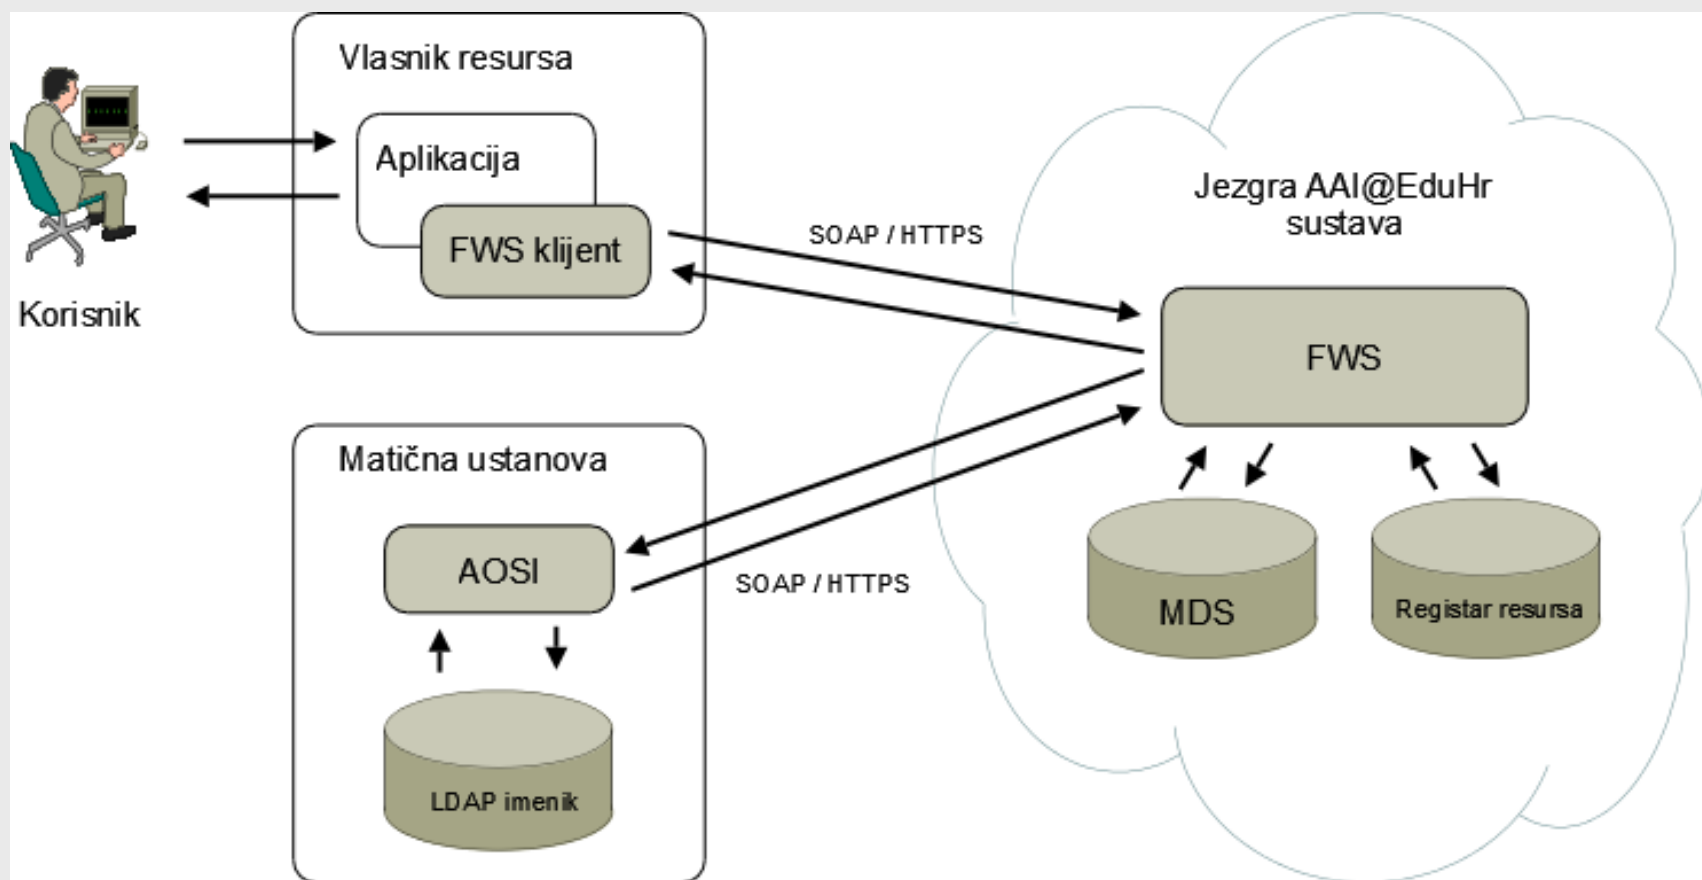 Vlasnik resursa
Aplikacija
FWS klijent
Korisnik
SOAP / HTTPS
Jezgra AAI@EduHr
sustava
FWS
Matična ustanova
AOSI
SOAP / HTTPS
MDS
Registar resursa
LDAP imenik